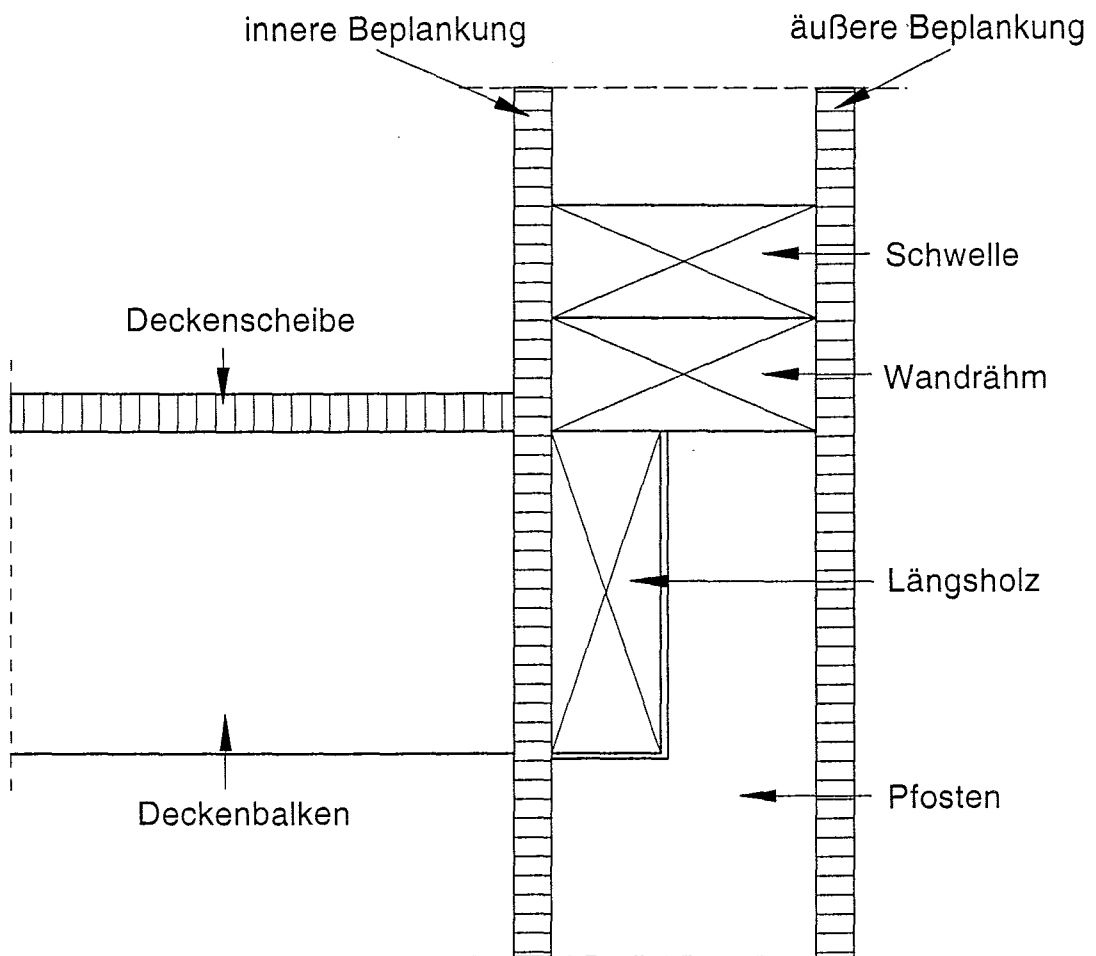 innere Beplankung
äußere Beplankung
Schwelle
Deckenscheibe
Wandrähm
Längsholz
Pfosten
Deckenbalken